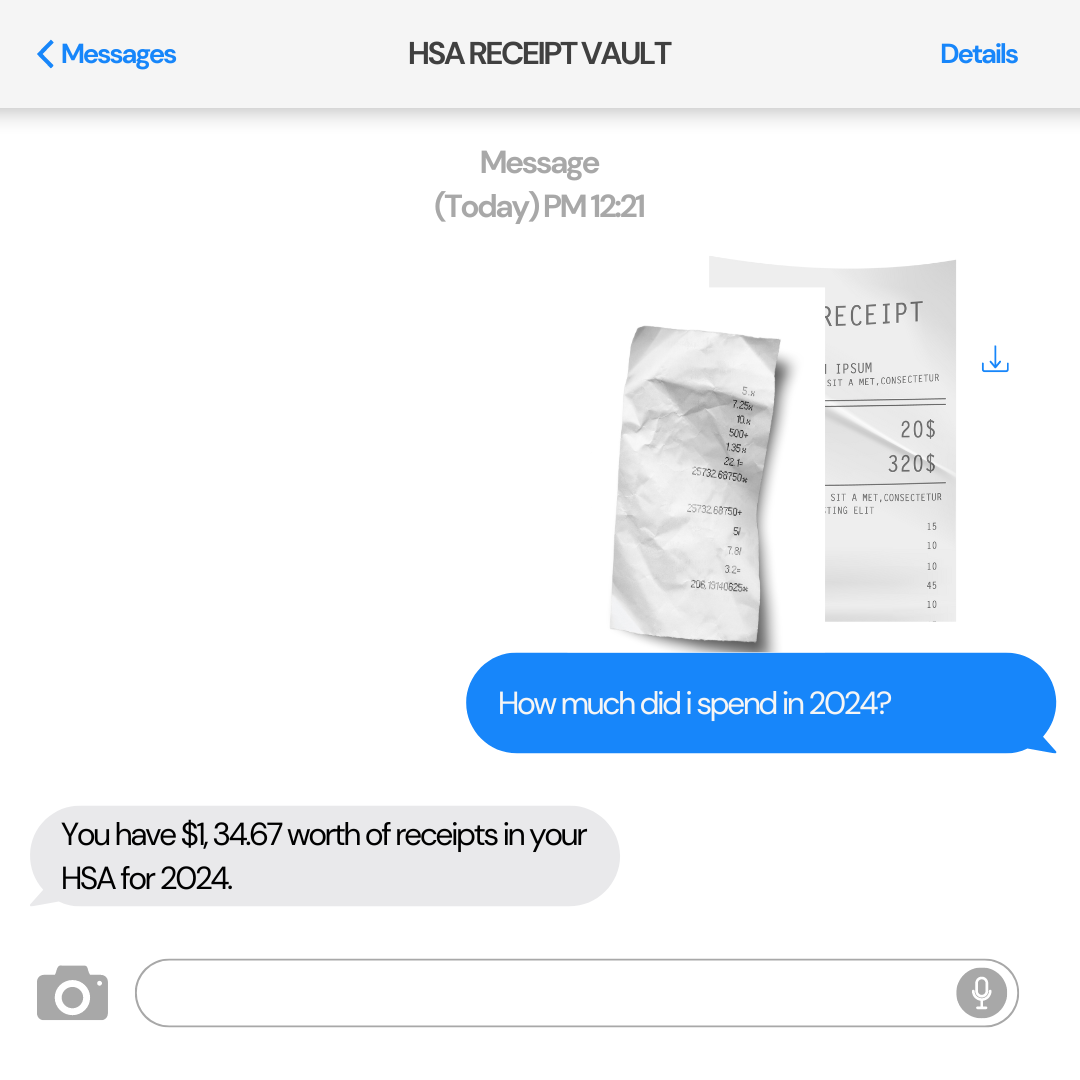 Messages
HSA RECEIPT VAULT
Details
Message
(Today) PM 12:21
RECEIPT
IPSUM
SIT A MET,CONSECTETUR
20$
320$
SIT A MET,CONSECTETUR
TING ELIT
15
10
10
45
10
5.x
7.25x
10.x
500+
1.35x
22.1=
25732.68750x
25732.68750+
5/
7.8/
3.2=
206.19140625x
How much did i spend in 2024?
You have $1, 34.67 worth of receipts in your
HSA for 2024.